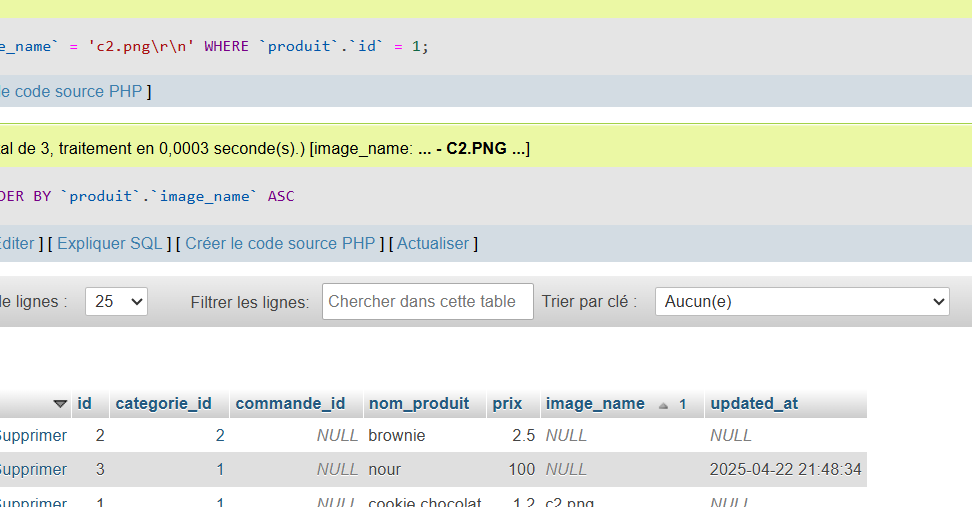 e_name` = 'c2.png\r\n' WHERE `produit`.`id` = 1;
le code source PHP ]
al de 3, traitement en 0,0003 seconde(s).) [image_name: ... - C2.PNG ...]
DER BY `produit`.`image_name` ASC
Éditer ] [ Expliquer SQL ] [ Créer le code source PHP ] [ Actualiser ]
de lignes : 25 Filtrer les lignes: Chercher dans cette table Trier par clé : Aucun(e)
id categorie_id commande_id nom_produit prix image_name 1 updated_at
Supprimer 2 2 NULL brownie 2.5 NULL NULL
Supprimer 3 1 NULL nour 100 NULL 2025-04-22 21:48:34
Supprimer 1 1 NULL cookie chocolat 1.2 c2.png NULL